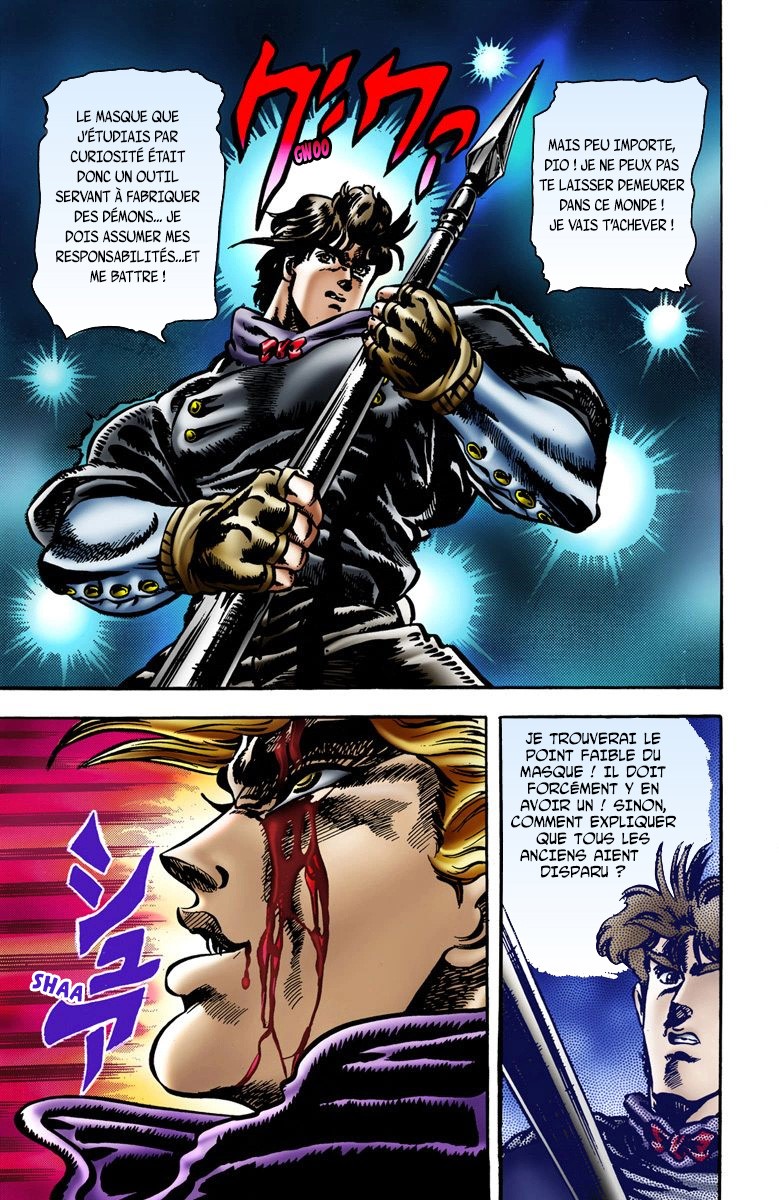 MAIS PEU IMPORTE,
DIO ! JE NE PEUX PAS
TE LAISSER DEMEURER
DANS CE MONDE !
JE VAIS T'ACHEVER !
グググ
GWOO
LE MASQUE QUE
J'ÉTUDIAIS PAR
CURIOSITÉ ÉTAIT
DONC UN OUTIL
SERVANT À FABRIQUER
DES DÉMONS... JE
DOIS ASSUMER MES
RESPONSABILITÉS...ET
ME BATTRE !
JE TROUVERAI LE
POINT FAIBLE DU
MASQUE ! IL DOIT
FORCÉMENT Y EN
AVOIR UN ! SINON,
COMMENT EXPLIQUER
QUE TOUS LES
ANCIENS AIENT
DISPARU ?
シュアァ
SHAA